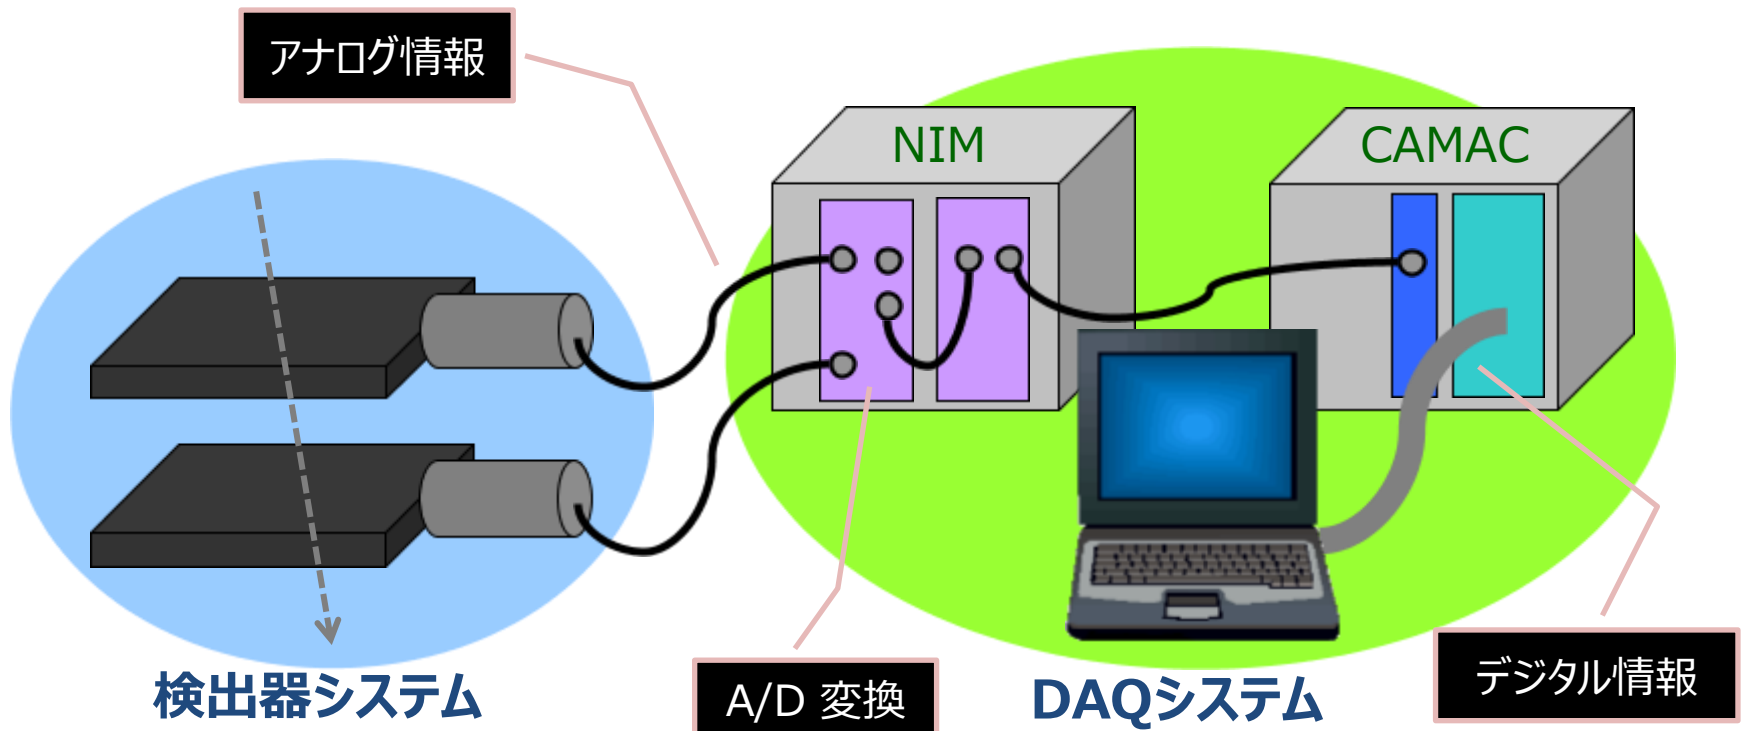 アナログ情報
NIM
CAMAC
検出器システム
A/D 変換
DAQシステム
デジタル情報